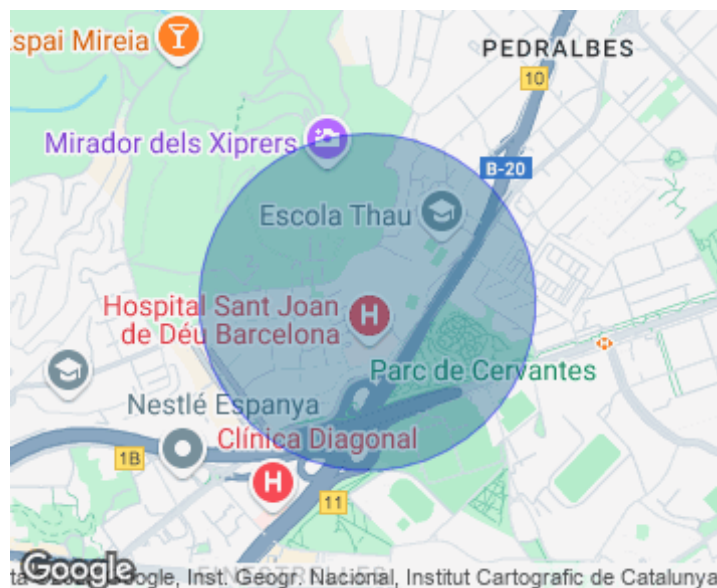 Espai Mireia
PEDRALBES
10
Mirador dels Xiprers
B-20
Escola Thau
Hospital Sant Joan
de Déu Barcelona
H
Parc de Cervantes
Nestlé Espanya
Clínica Diagonal
1B
H
11
Google
Google, Inst. Geogr. Nacional, Institut Cartografic de Catalunya